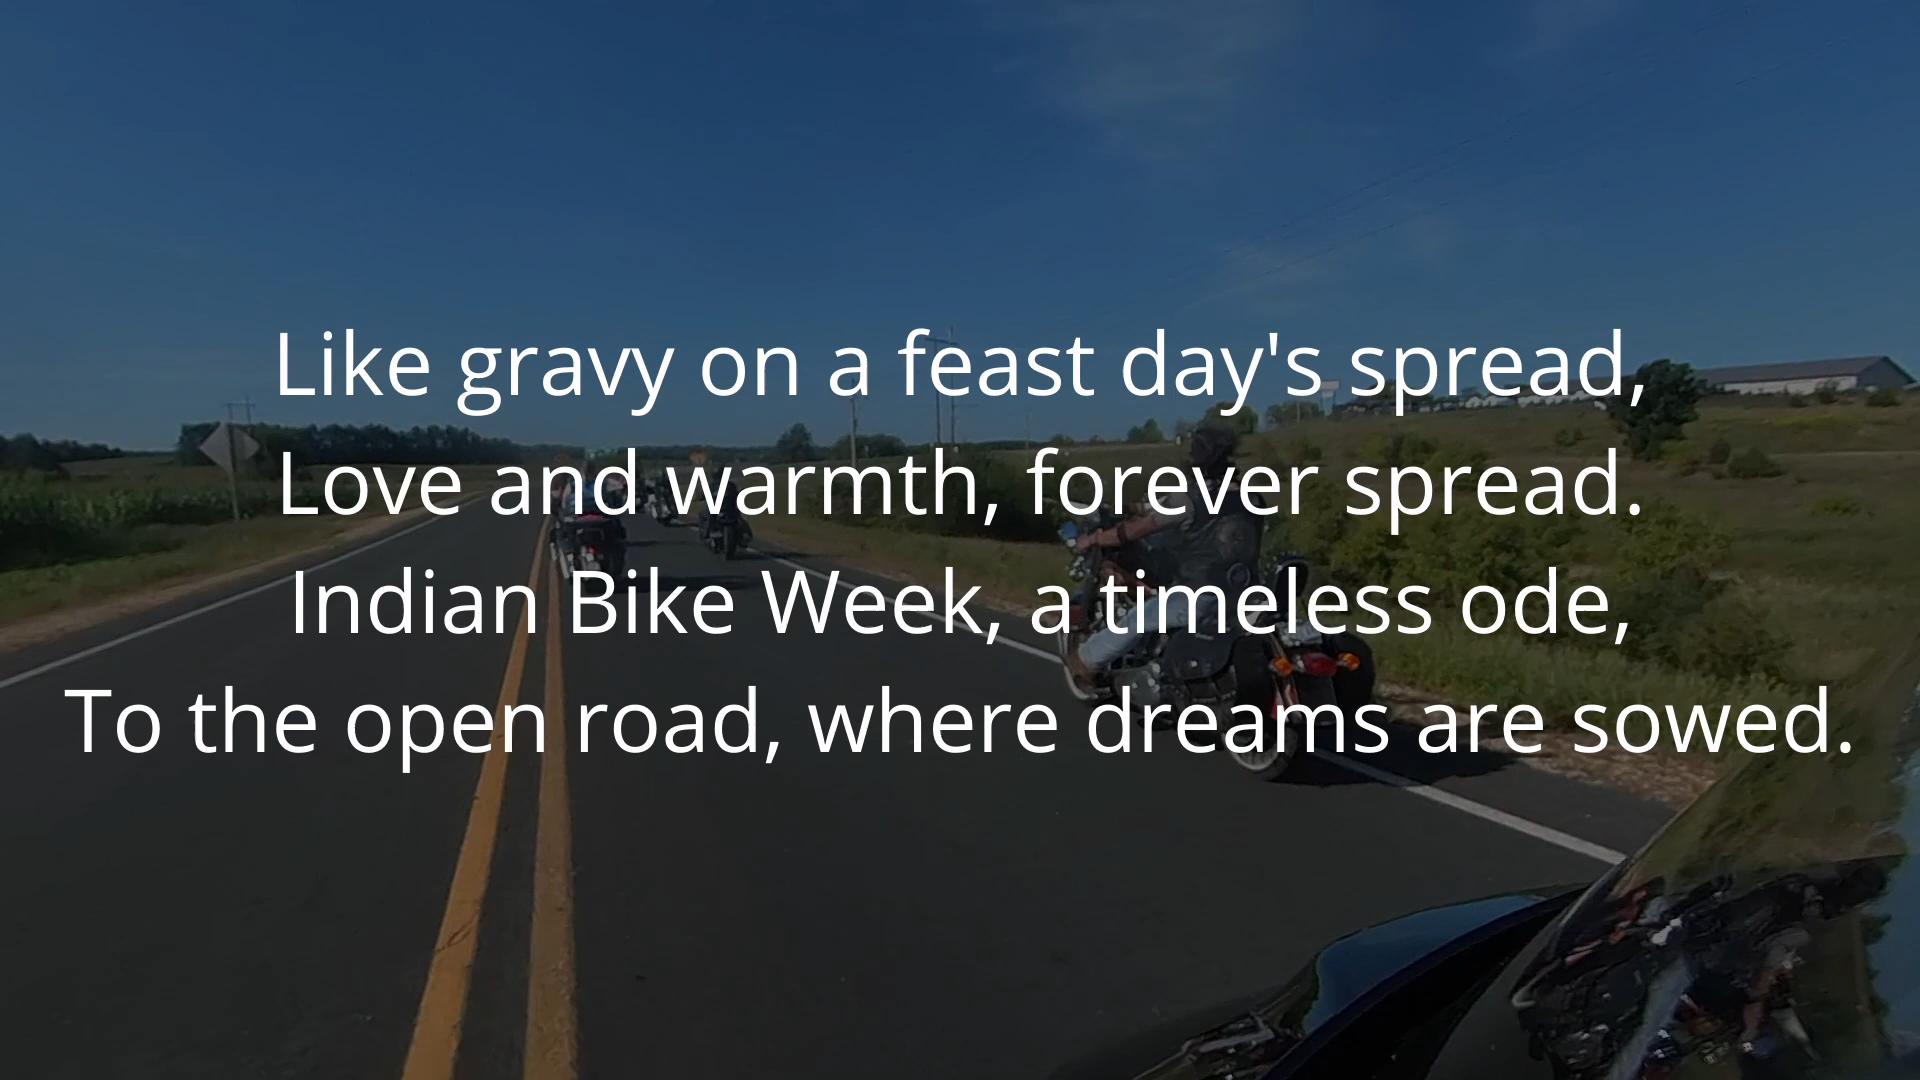 Like gravy on a feast day's spread,
Love and warmth, forever spread.
Indian Bike Week, a timeless ode,
To the open road, where dreams are sowed.